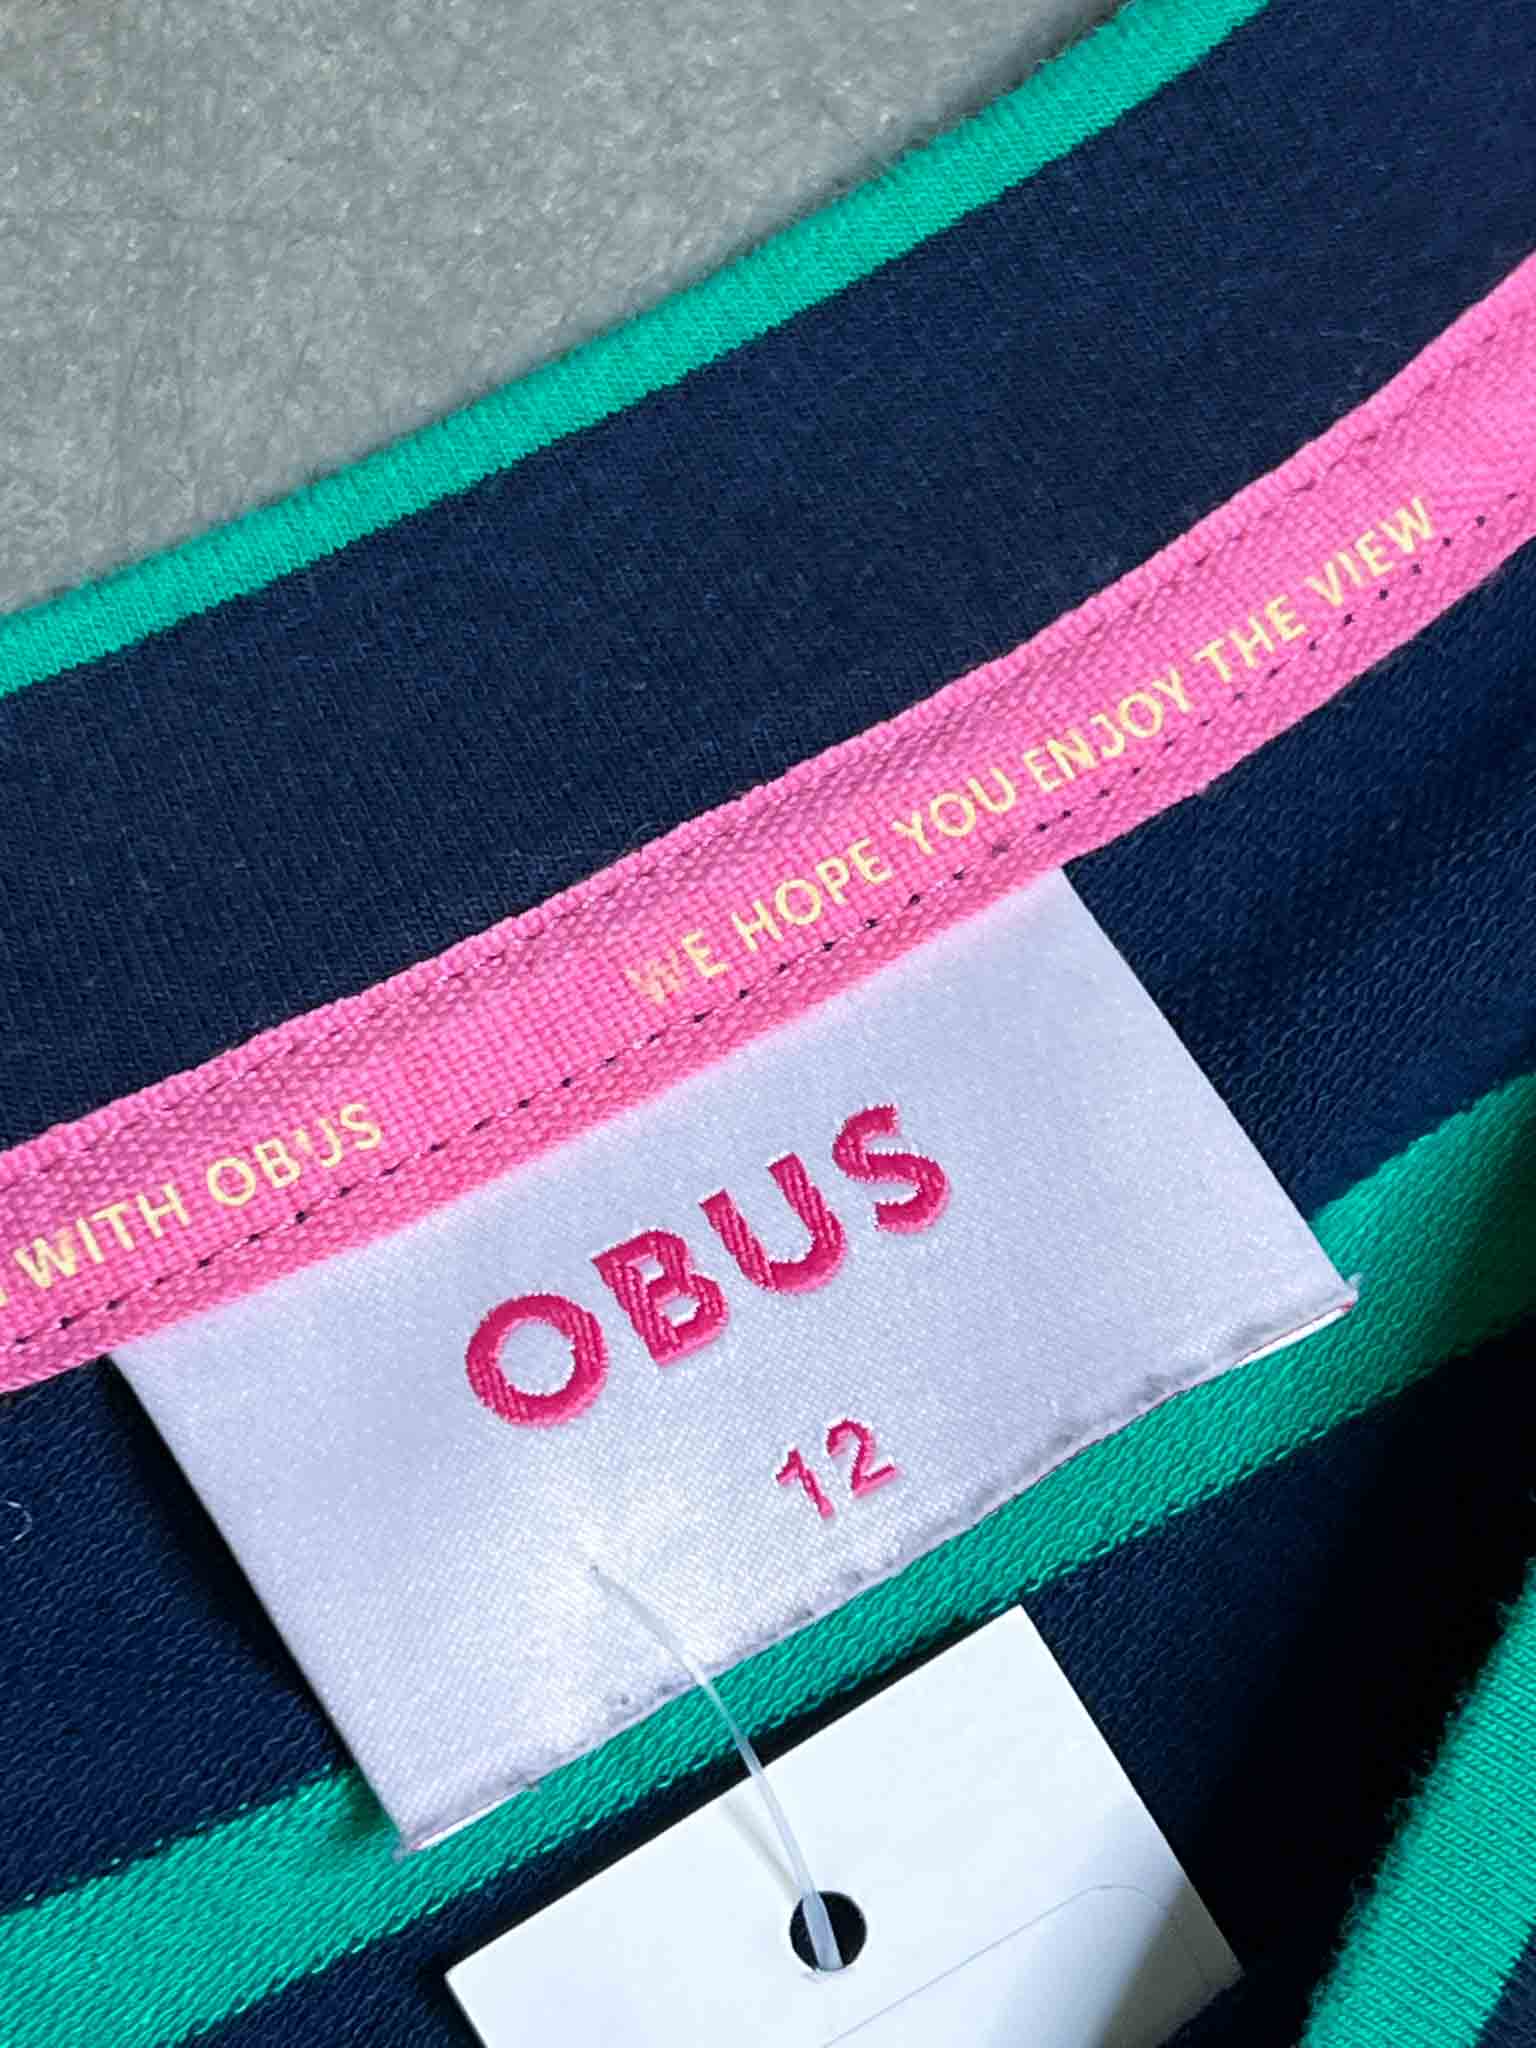 WITH OBUS WE HOPE YOU ENJOY THE VIEW
OBUS
12